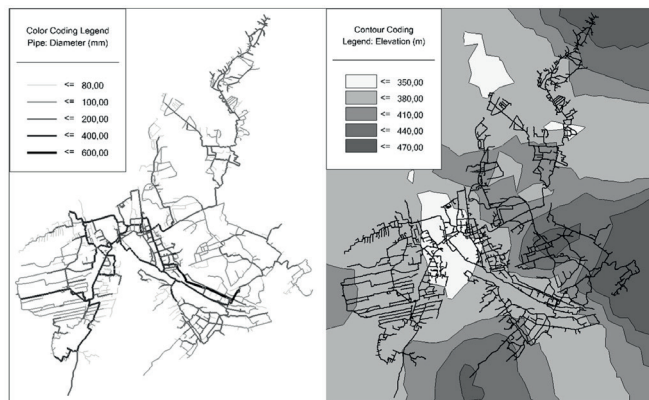 Color Coding Legend
Pipe: Diameter (mm)
<= 80,00
<= 100,00
<= 200,00
<= 400,00
<= 600,00
Contour Coding
Legend: Elevation (m)
<= 350,00
<= 380,00
<= 410,00
<= 440,00
<= 470,00